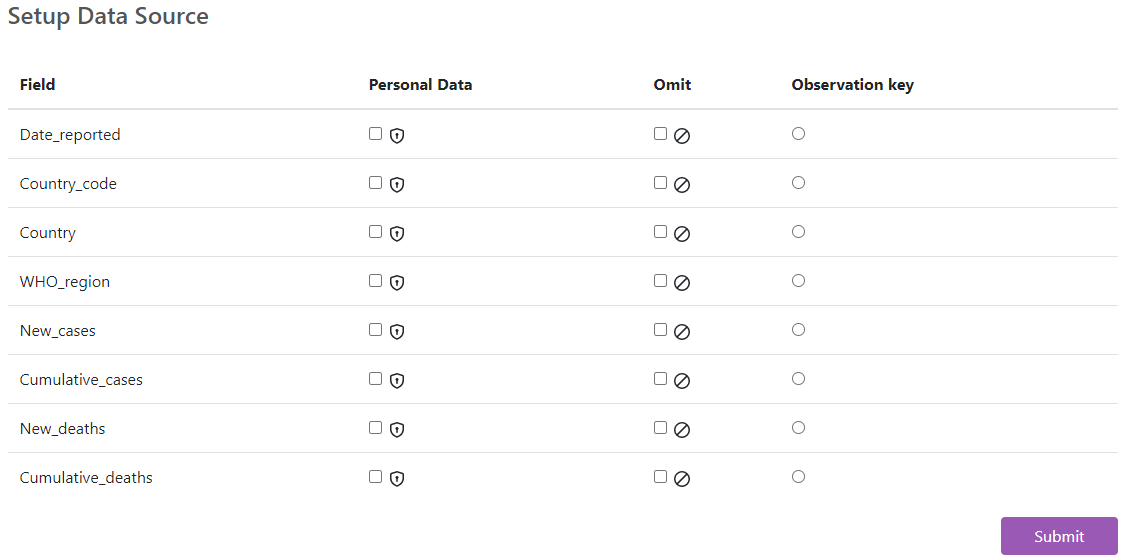 Setup Data Source
Field Personal Data Omit Observation key
Date_reported
Country_code
Country
WHO_region
New_cases
Cumulative_cases
New_deaths
Cumulative_deaths
Submit